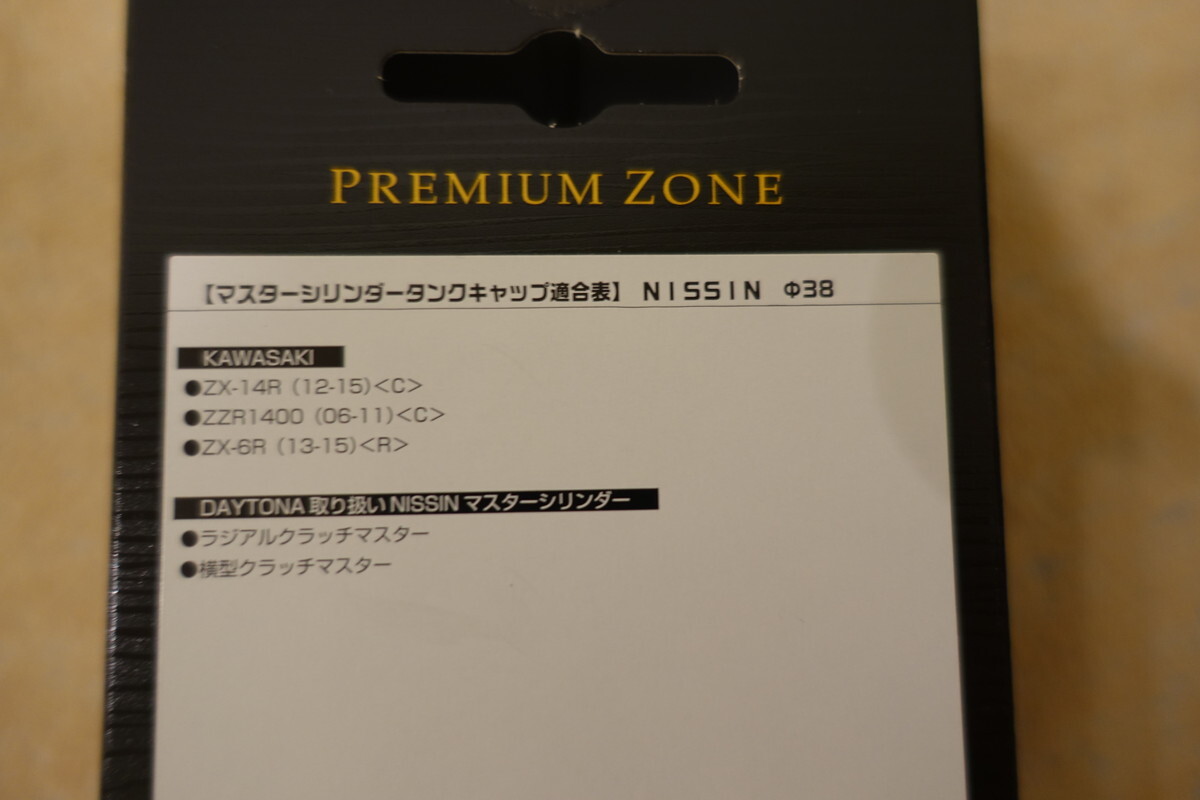 PREMIUM ZONE
【マスターシリンダータンクキャップ適合表】 NISSIN Φ38
KAWASAKI
●ZX-14R (12-15)<C>
●ZZR1400 (06-11)<C>
●ZX-6R (13-15)<R>
DAYTONA 取り扱い NISSIN マスターシリンダー
●ラジアルクラッチマスター
●横型クラッチマスター